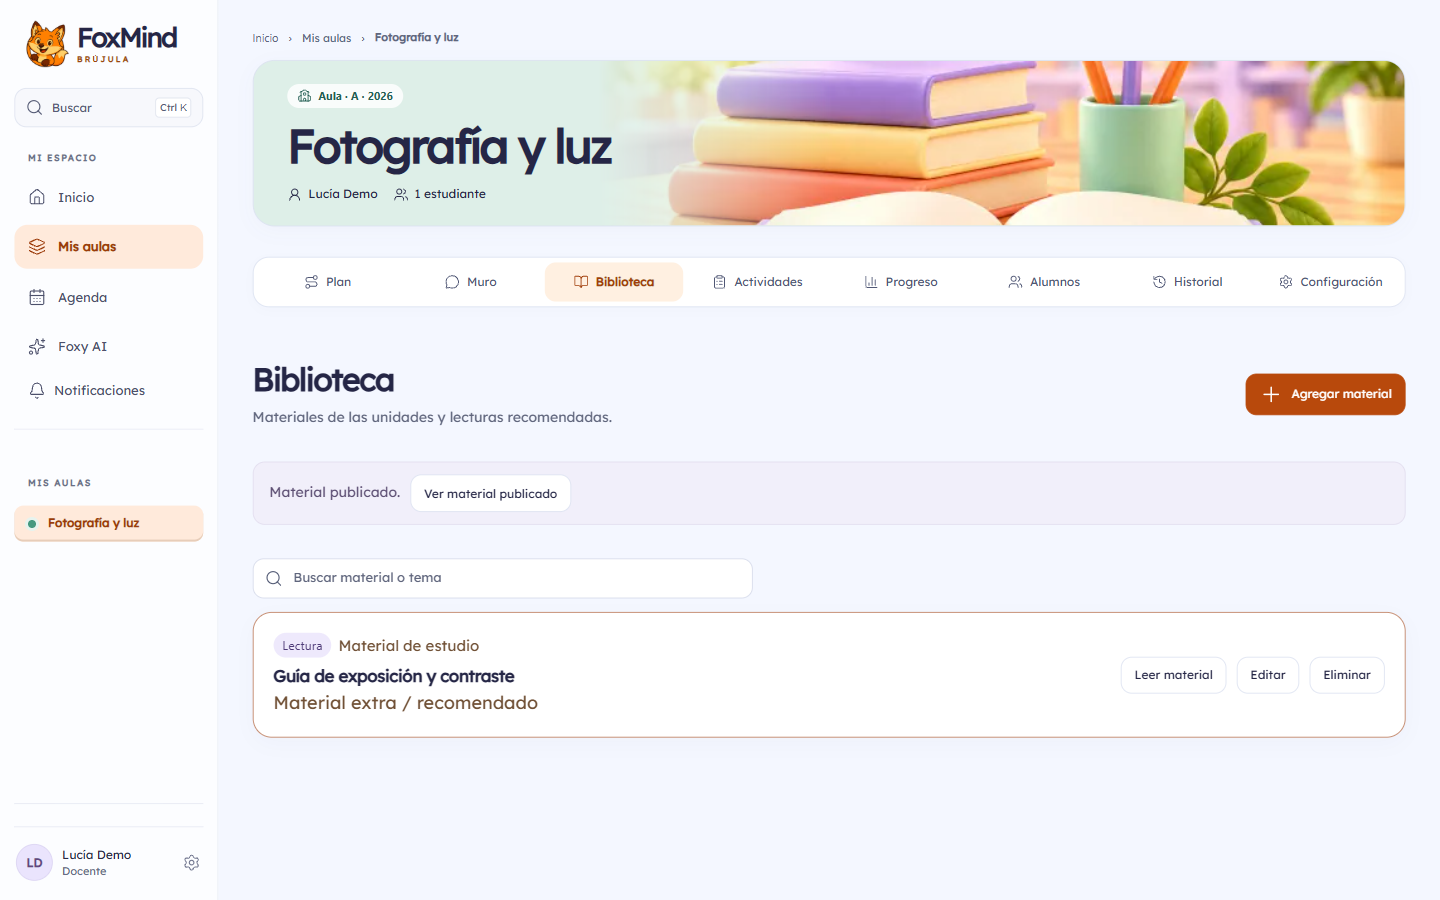 FoxMind
BRÚJULA
Buscar
Ctrl K
MI ESPACIO
Inicio
Mis aulas
Agenda
Foxy AI
Notificaciones
MIS AULAS
Fotografía y luz
LD
Lucía Demo
Docente
Inicio › Mis aulas › Fotografía y luz
Aula · A · 2026
Fotografía y luz
Lucía Demo 1 estudiante
Plan Muro Biblioteca Actividades Progreso Alumnos Historial Configuración
Biblioteca
Materiales de las unidades y lecturas recomendadas.
Agregar material
Material publicado. Ver material publicado
Buscar material o tema
Lectura Material de estudio
Guía de exposición y contraste
Material extra / recomendado
Leer material Editar Eliminar